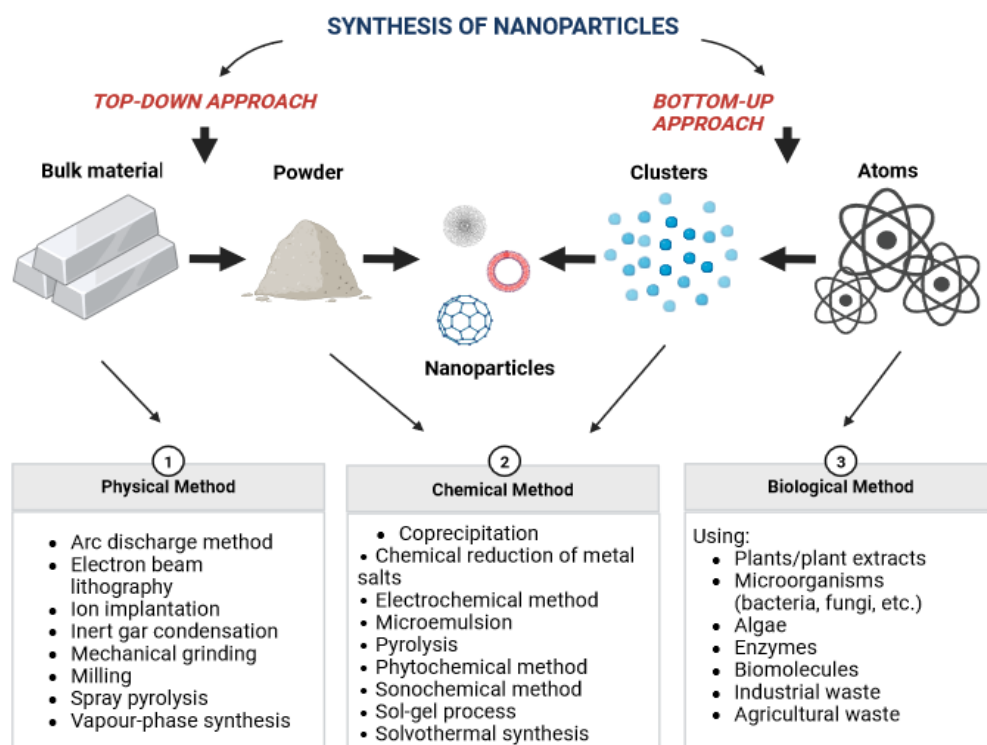 SYNTHESIS OF NANOPARTICLES
TOP-DOWN APPROACH
BOTTOM-UP
APPROACH
Bulk material
Powder
Clusters
Atoms
Nanoparticles
1
Physical Method
• Arc discharge method
• Electron beam
lithography
• Ion implantation
• Inert gar condensation
• Mechanical grinding
• Milling
• Spray pyrolysis
• Vapour-phase synthesis
2
Chemical Method
• Coprecipitation
• Chemical reduction of metal
salts
• Electrochemical method
• Microemulsion
• Pyrolysis
• Phytochemical method
• Sonochemical method
• Sol-gel process
• Solvothermal synthesis
3
Biological Method
Using:
• Plants/plant extracts
• Microorganisms
(bacteria, fungi, etc.)
• Algae
• Enzymes
• Biomolecules
• Industrial waste
• Agricultural waste